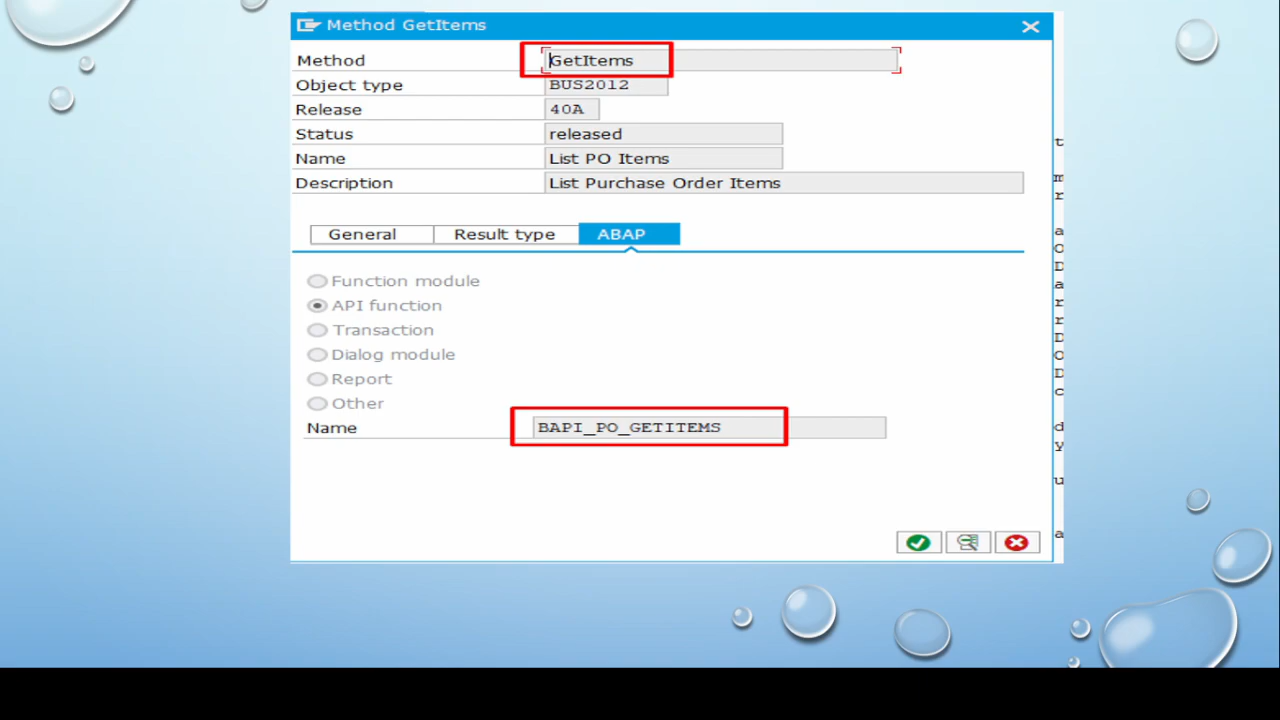 Method GetItems
Method GetItems
Object type BUS2012
Release 40A
Status released
Name List PO Items
Description List Purchase Order Items
General Result type ABAP
Function module
API function
Transaction
Dialog module
Report
Other
Name BAPI_PO_GETITEMS
t
m
r
a
O
D
a
r
r
D
O
D
c
d
y
u
a